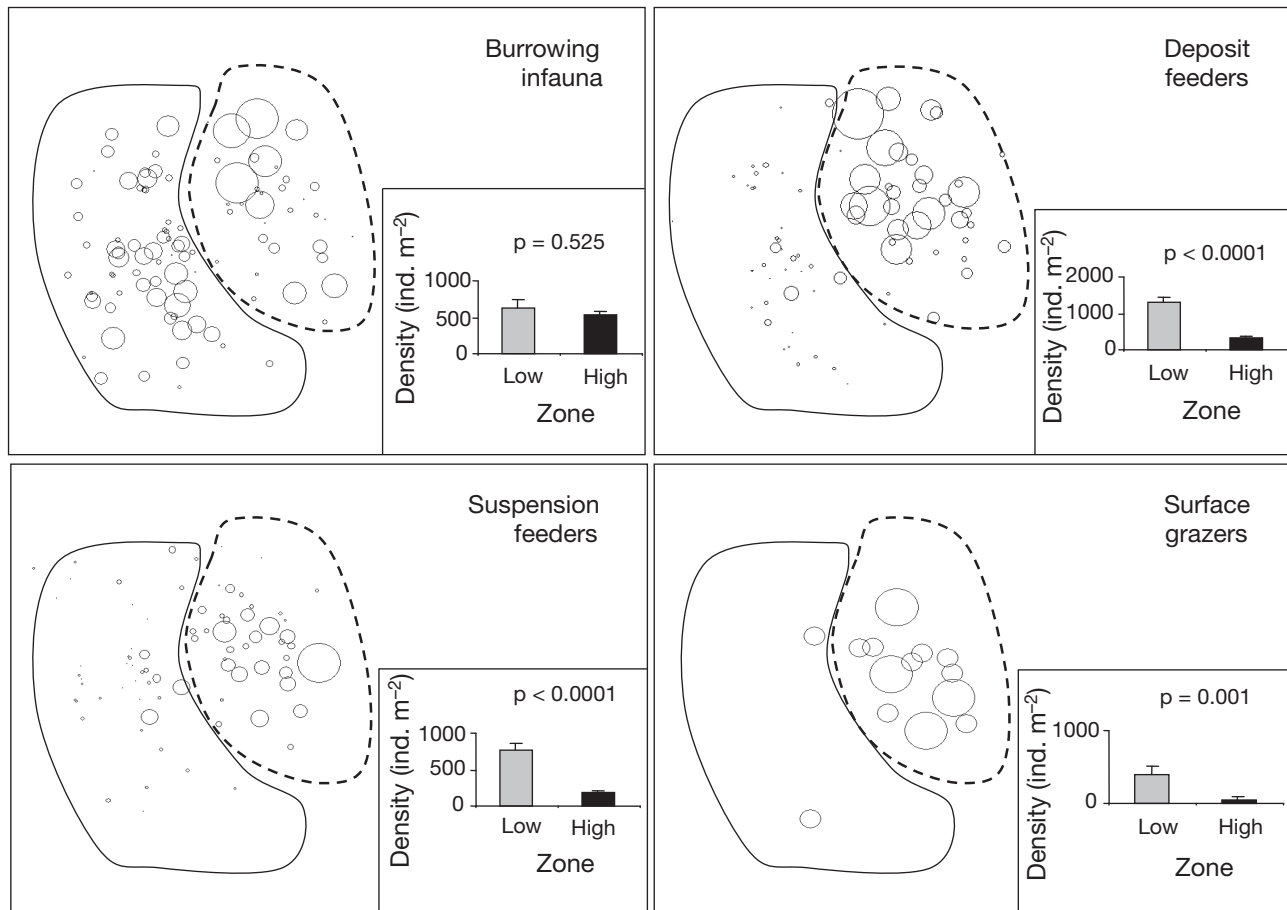 Burrowing
infauna
p = 0.525
Density (ind. m⁻²)
1000
500
0
Low High
Zone
Deposit
feeders
p < 0.0001
Density (ind. m⁻²)
2000
1000
0
Low High
Zone
Suspension
feeders
p < 0.0001
Density (ind. m⁻²)
1000
500
0
Low High
Zone
Surface
grazers
p = 0.001
Density (ind. m⁻²)
1000
0
Low High
Zone